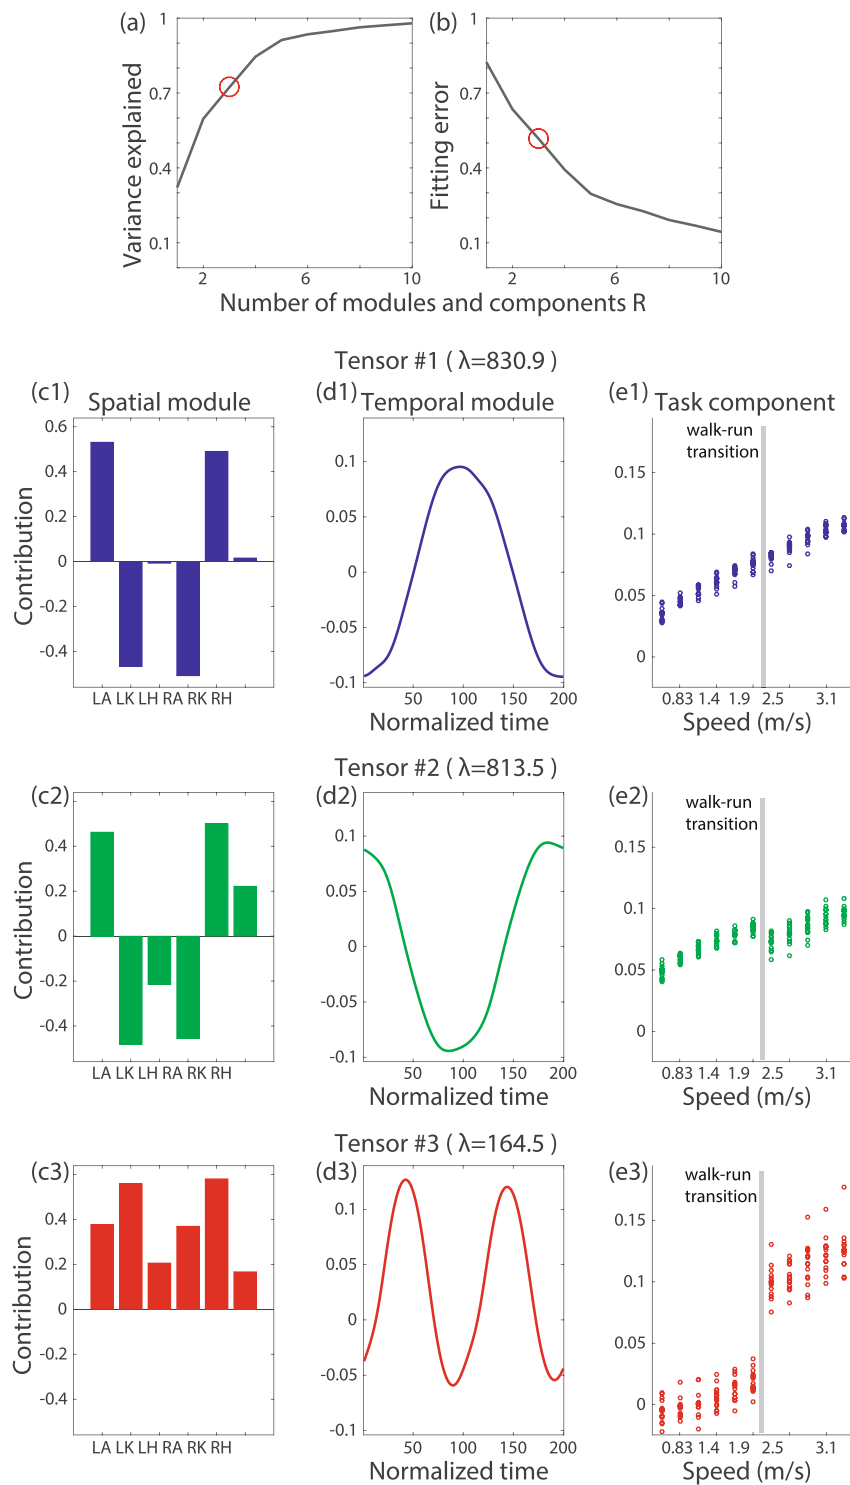 (a)
(b)
Variance explained
1
0.7
0.4
0.1
2
6
10
Fitting error
1
0.7
0.4
0.1
2
6
10
Number of modules and components R
Tensor #1 ( λ=830.9 )
(c1)
Spatial module
Contribution
0.6
0.4
0.2
0
-0.2
-0.4
LA LK LH RA RK RH
(d1)
Temporal module
0.1
0.05
0
-0.05
-0.1
50 100 150 200
Normalized time
(e1)
Task component
walk-run
transition
0.15
0.1
0.05
0
0.83 1.4 1.9 2.5 3.1
Speed (m/s)
Tensor #2 ( λ=813.5 )
(c2)
Contribution
0.4
0.2
0
-0.2
-0.4
LA LK LH RA RK RH
(d2)
0.1
0.05
0
-0.05
-0.1
50 100 150 200
Normalized time
(e2)
walk-run
transition
0.15
0.1
0.05
0
0.83 1.4 1.9 2.5 3.1
Speed (m/s)
Tensor #3 ( λ=164.5 )
(c3)
Contribution
0.4
0.2
0
-0.4
LA LK LH RA RK RH
(d3)
0.1
0.05
0
-0.05
-0.1
50 100 150 200
Normalized time
(e3)
walk-run
transition
0.15
0.1
0.05
0
0.83 1.4 1.9 2.5 3.1
Speed (m/s)